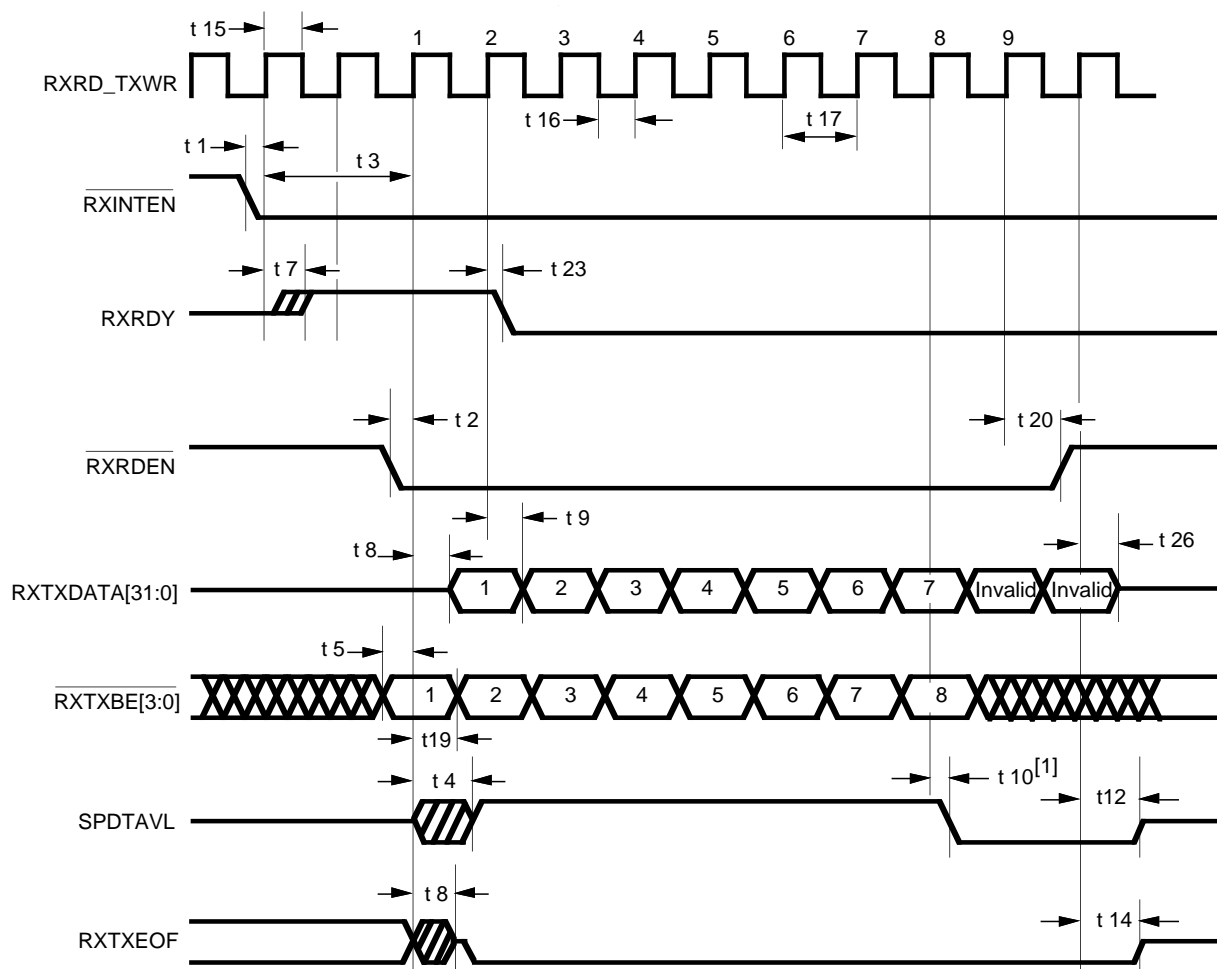 t 15
1 2 3 4 5 6 7 8 9
RXRD_TXWR
t 16
t 17
t 1
t 3
RXINTEN
t 7
t 23
RXRDY
t 2
t 20
RXRDEN
t 9
t 8
t 26
RXTXDATA[31:0]
1 2 3 4 5 6 7 Invalid Invalid
t 5
RXTXBE[3:0]
1 2 3 4 5 6 7 8
t19
t 4
t 10[1]
t12
SPDTAVL
t 8
t 14
RXTXEOF